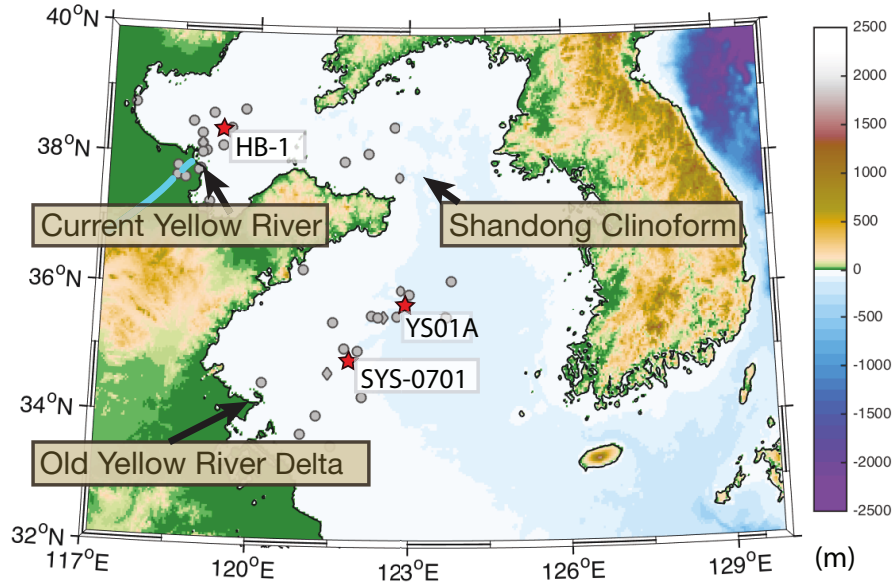 40°N
38°N
36°N
34°N
32°N
117°E
120°E
123°E
126°E
129°E
HB-1
Current Yellow River
Shandong Clinoform
YS01A
SYS-0701
Old Yellow River Delta
2500
2000
1500
1000
500
0
-500
-1000
-1500
-2000
-2500
(m)